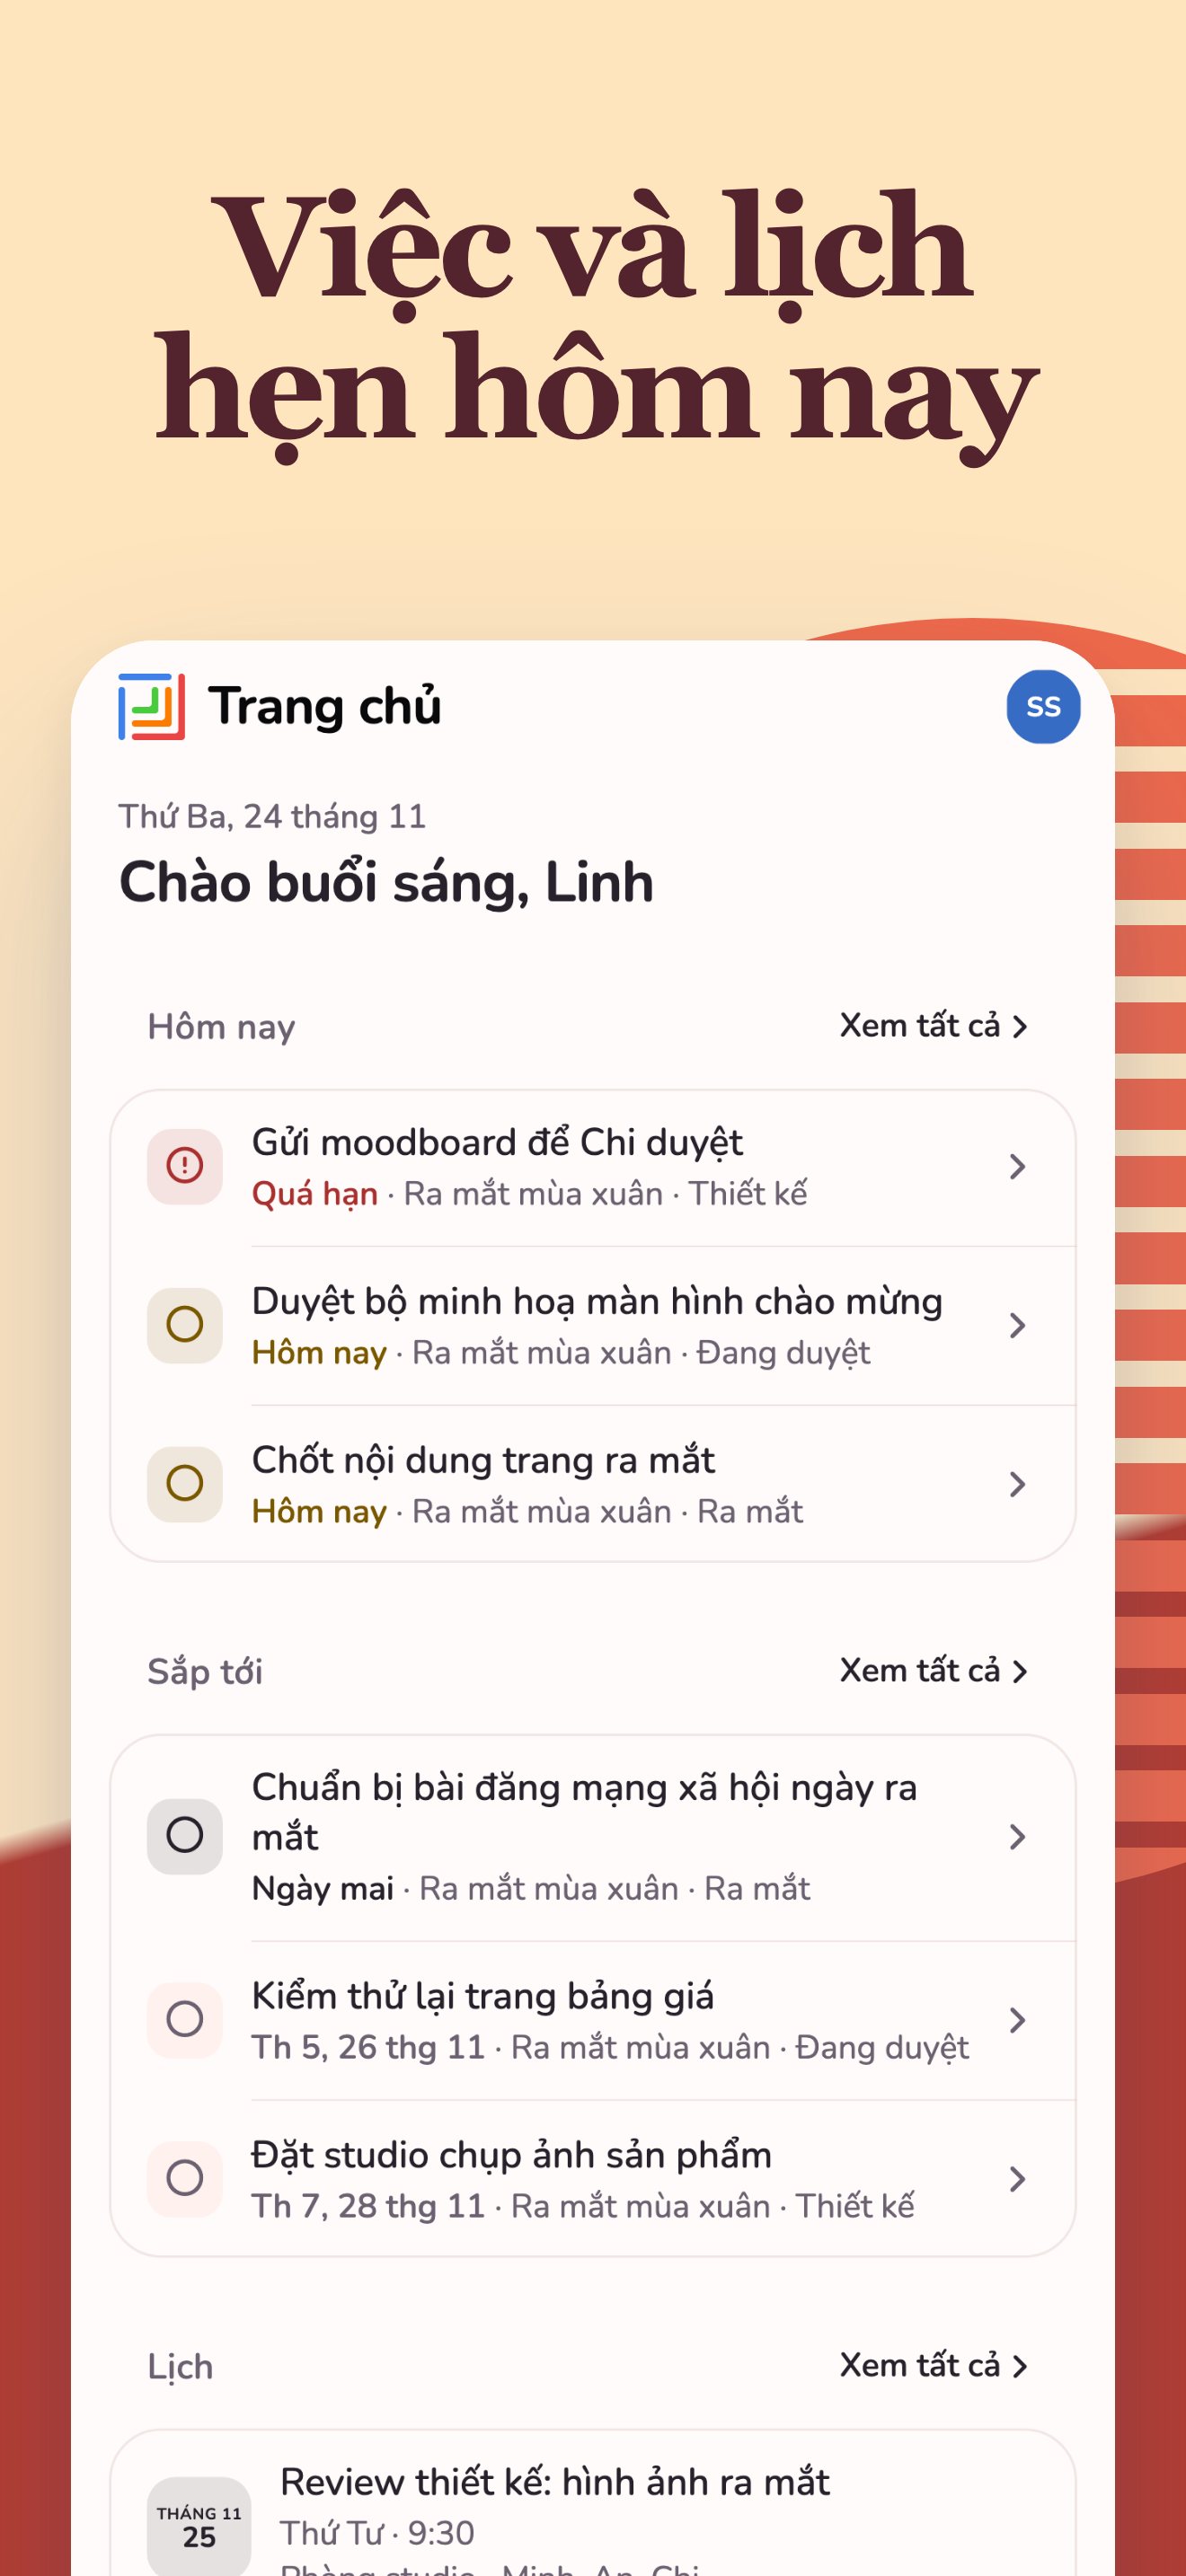 Việc và lịch
hẹn hôm nay
Trang chủ
SS
Thứ Ba, 24 tháng 11
Chào buổi sáng, Linh
Hôm nay
Xem tất cả
Gửi moodboard để Chi duyệt
Quá hạn · Ra mắt mùa xuân · Thiết kế
Duyệt bộ minh hoạ màn hình chào mừng
Hôm nay · Ra mắt mùa xuân · Đang duyệt
Chốt nội dung trang ra mắt
Hôm nay · Ra mắt mùa xuân · Ra mắt
Sắp tới
Xem tất cả
Chuẩn bị bài đăng mạng xã hội ngày ra
mắt
Ngày mai · Ra mắt mùa xuân · Ra mắt
Kiểm thử lại trang bảng giá
Th 5, 26 thg 11 · Ra mắt mùa xuân · Đang duyệt
Đặt studio chụp ảnh sản phẩm
Th 7, 28 thg 11 · Ra mắt mùa xuân · Thiết kế
Lịch
Xem tất cả
THÁNG 11
25
Review thiết kế: hình ảnh ra mắt
Thứ Tư · 9:30
Phòng studio · Minh, An, Chi